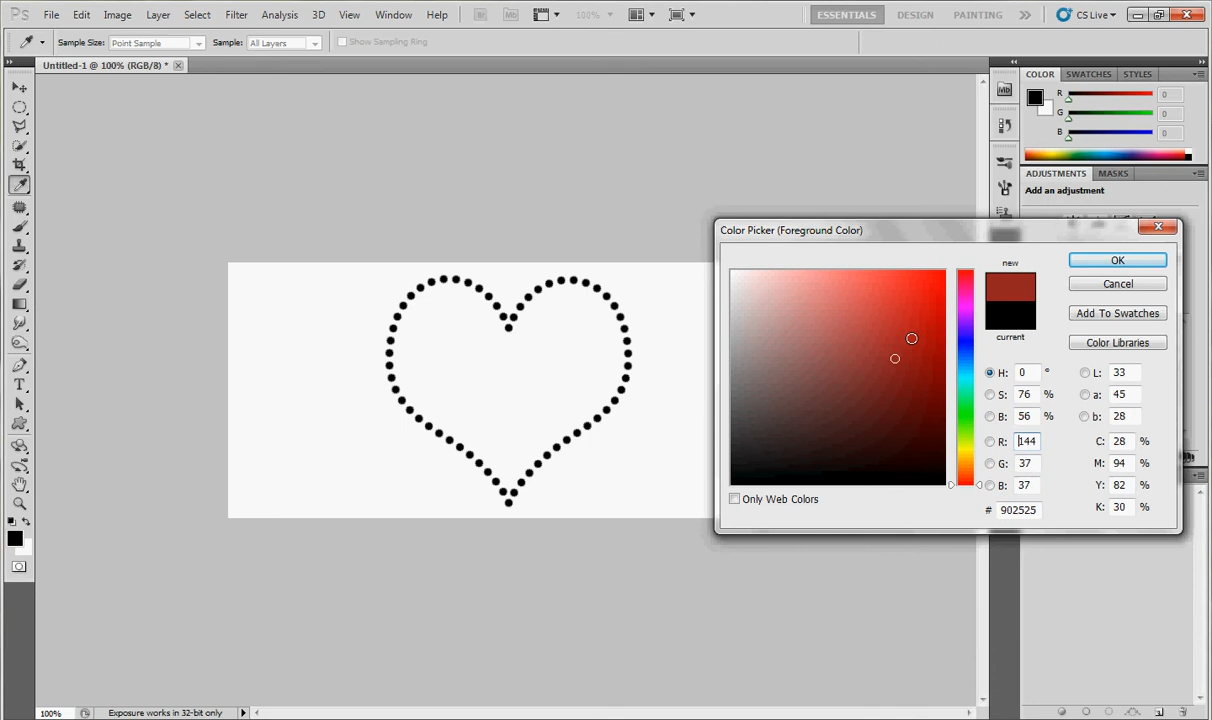 Ps File Edit Image Layer Select Filter Analysis 3D View Window Help Br Mb 100% ESSENTIALS DESIGN PAINTING CS Live
Sample Size: Point Sample Sample: All Layers Show Sampling Ring
Untitled-1 @ 100% (RGB/8) *
COLOR SWATCHES STYLES
Mb
R 0
G 0
B 0
ADJUSTMENTS MASKS
Add an adjustment
Color Picker (Foreground Color)
new
OK
Cancel
Add To Swatches
current
Color Libraries
H: 0 ° L: 33
S: 76 % a: 45
B: 56 % b: 28
R: 144 C: 28 %
G: 37 M: 94 %
B: 37 Y: 82 %
Only Web Colors
# 902525 K: 30 %
T
100% Exposure works in 32-bit only